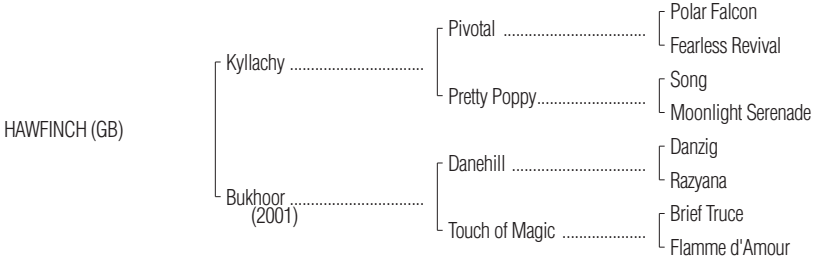 Polar Falcon
Pivotal ....................................
Fearless Revival
Kyllachy ..................................
Song
Pretty Poppy.............................
Moonlight Serenade
HAWFINCH (GB)
Danzig
Danehill ...................................
Razyana
Bukhoor ..................................
(2001)
Brief Truce
Touch of Magic .....................
Flamme d'Amour